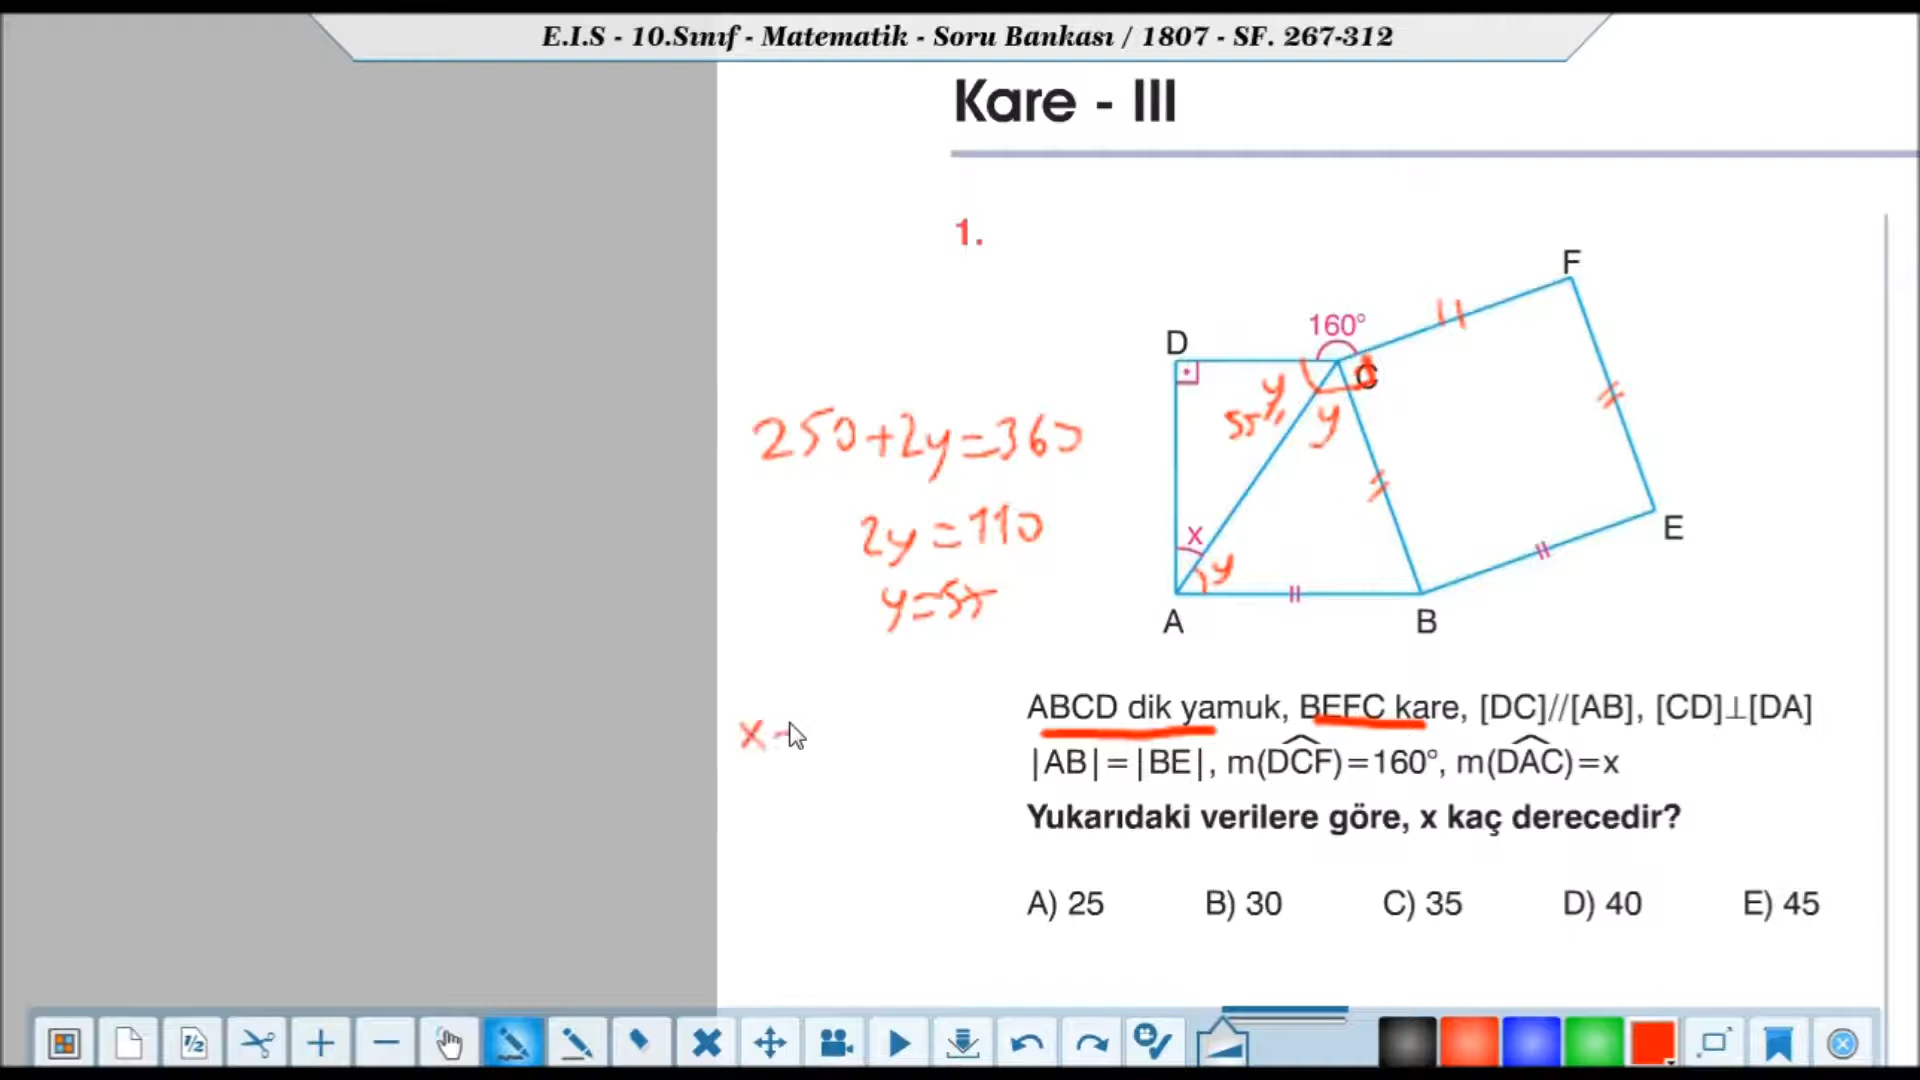 E.I.S - 10.Sınıf - Matematik - Soru Bankası / 1807 - SF. 267-312
Kare - III
1.
F
160°
D
C
y
55
y
250+2y=360
2y=110
y=55
x
y
E
A
B
x-
ABCD dik yamuk, BEFC kare, [DC]//[AB], [CD]⊥[DA]
|AB|=|BE|, m(DCF)=160°, m(DAC)=x
Yukarıdaki verilere göre, x kaç derecedir?
A) 25 B) 30 C) 35 D) 40 E) 45
1/2